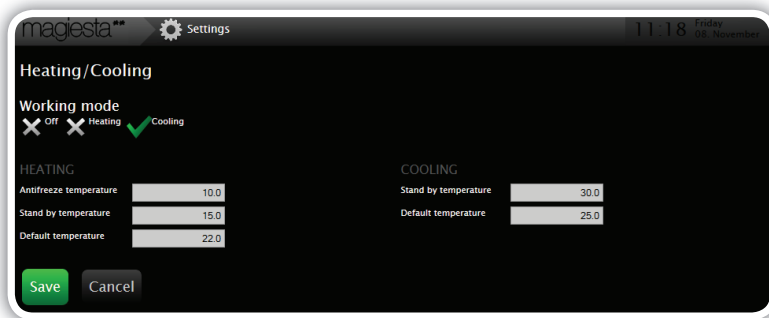 magiesta
Settings
11:18 Friday
08. November
Heating/Cooling
Working mode
Off Heating Cooling
HEATING COOLING
Antifreeze temperature 10.0 Stand by temperature 30.0
Stand by temperature 15.0 Default temperature 25.0
Default temperature 22.0
Save Cancel